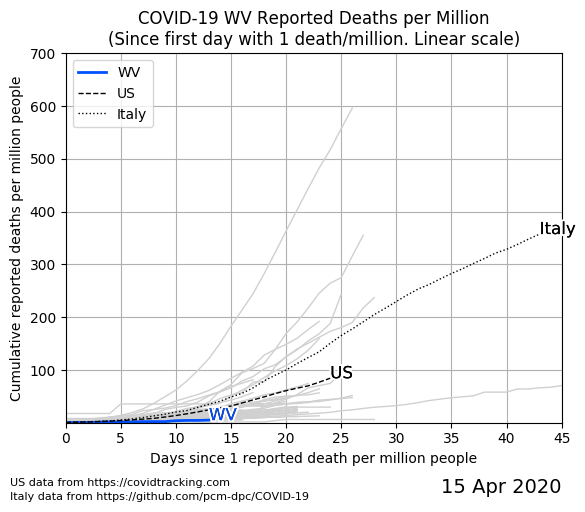 COVID-19 WV Reported Deaths per Million
(Since first day with 1 death/million. Linear scale)
Cumulative reported deaths per million people
700
600
500
400
300
200
100
WV
US
Italy
Italy
US
WV
0 5 10 15 20 25 30 35 40 45
Days since 1 reported death per million people
US data from https://covidtracking.com
Italy data from https://github.com/pcm-dpc/COVID-19
15 Apr 2020